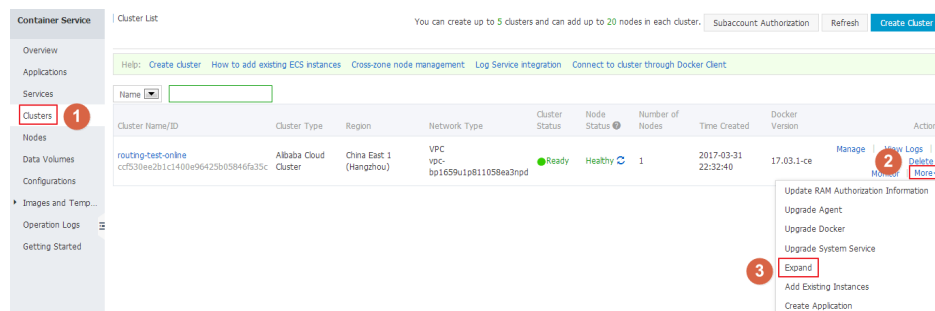 Container Service
Cluster List
You can create up to 5 clusters and can add up to 20 nodes in each cluster.
Subaccount Authorization
Refresh
Create Cluster
Overview
Applications
Services
Clusters
1
Nodes
Data Volumes
Configurations
Images and Temp...
Operation Logs
Getting Started
Help: Create cluster How to add existing ECS instances Cross-zone node management Log Service integration Connect to cluster through Docker Client
Name
Cluster Name/ID
Cluster Type
Region
Network Type
Cluster
Status
Node
Status
Number of
Nodes
Time Created
Docker
Version
Action
routing-test-online
ccf530ee2b1c1400e96425b05846fa35c
Alibaba Cloud
Cluster
China East 1
(Hangzhou)
VPC
vpc-
bp1659u1p811058ea3npd
Ready
Healthy
1
2017-03-31
22:32:40
17.03.1-ce
Manage View Logs
2
Delete
Monitor More
Update RAM Authorization Information
Upgrade Agent
Upgrade Docker
Upgrade System Service
3
Expand
Add Existing Instances
Create Application